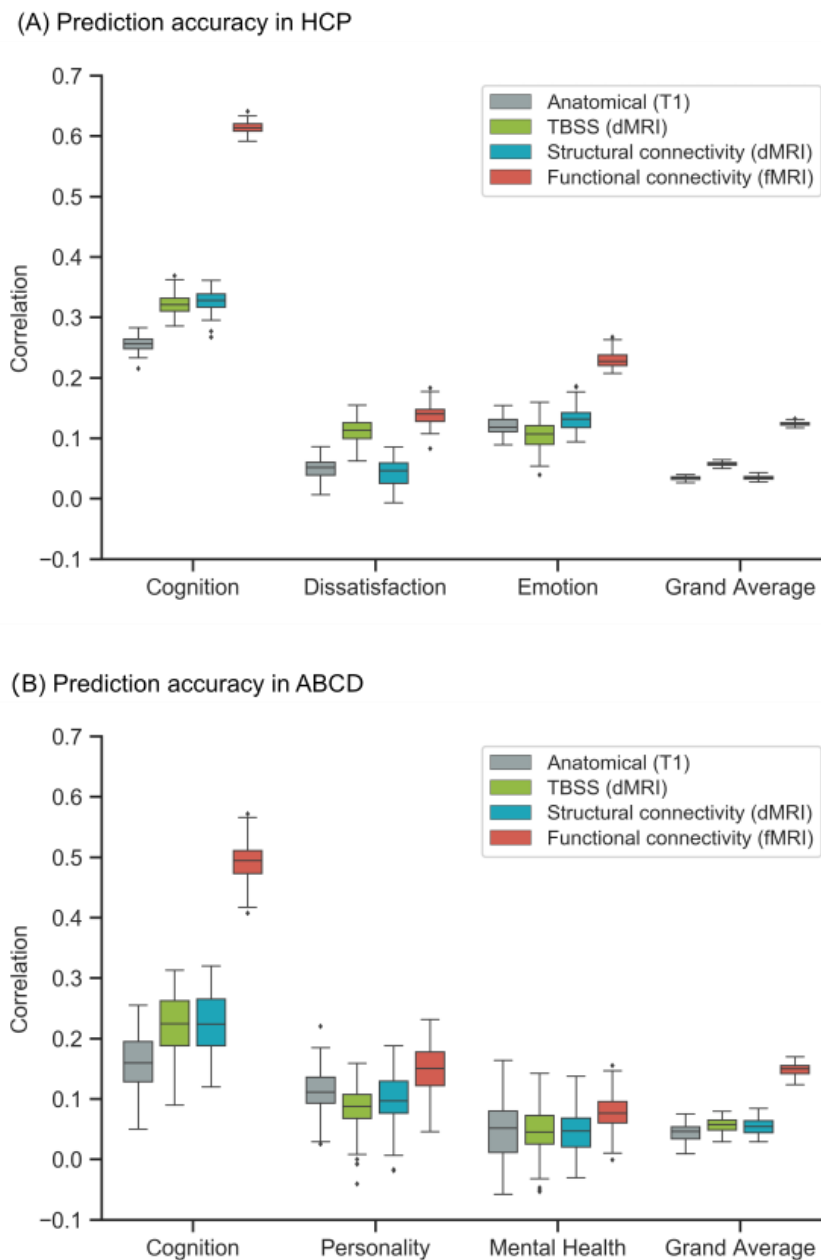 (A) Prediction accuracy in HCP
0.7
0.6
0.5
0.4
0.3
0.2
0.1
0.0
−0.1
Correlation
Anatomical (T1)
TBSS (dMRI)
Structural connectivity (dMRI)
Functional connectivity (fMRI)
Cognition Dissatisfaction Emotion Grand Average
(B) Prediction accuracy in ABCD
0.7
0.6
0.5
0.4
0.3
0.2
0.1
0.0
−0.1
Correlation
Anatomical (T1)
TBSS (dMRI)
Structural connectivity (dMRI)
Functional connectivity (fMRI)
Cognition Personality Mental Health Grand Average